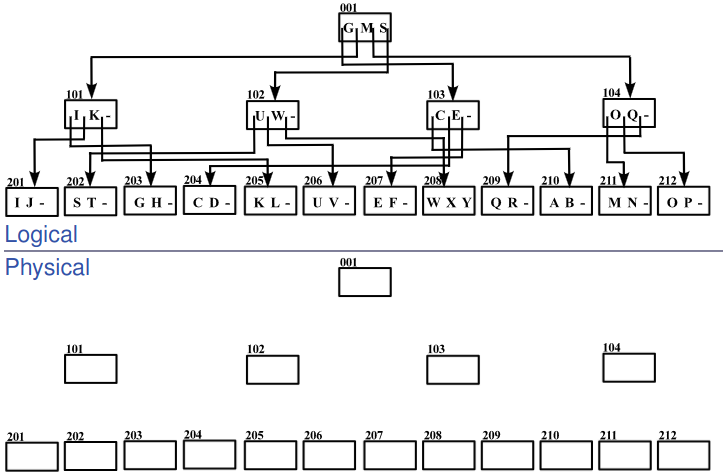 001
G M S
101 102 103 104
I K - U W - C E - O Q -
201 202 203 204 205 206 207 208 209 210 211 212
I J - S T - G H - C D - K L - U V - E F - W X Y Q R - A B - M N - O P -
Logical
Physical
001
101 102 103 104
201 202 203 204 205 206 207 208 209 210 211 212